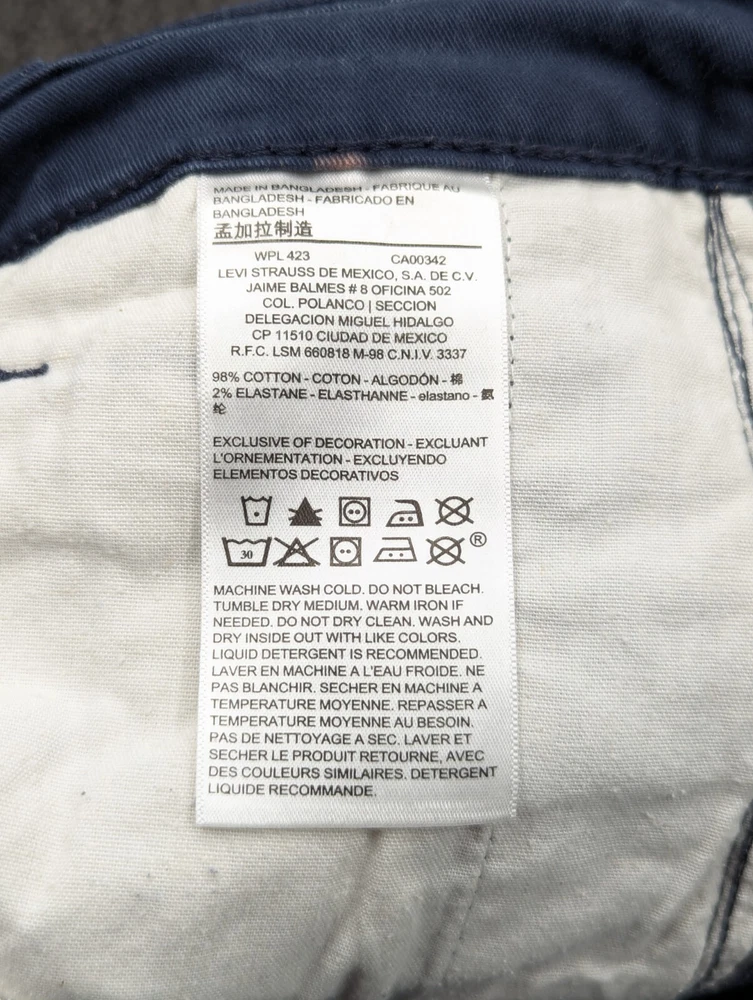 MADE IN BANGLADESH - FABRIQUE AU
BANGLADESH - FABRICADO EN
BANGLADESH
孟加拉制造
WPL 423 CA00342
LEVI STRAUSS DE MEXICO, S.A. DE C.V.
JAIME BALMES # 8 OFICINA 502
COL. POLANCO | SECCION
DELEGACION MIGUEL HIDALGO
CP 11510 CIUDAD DE MEXICO
R.F.C. LSM 660818 M-98 C.N.I.V. 3337
98% COTTON - COTON - ALGODÓN - 棉
2% ELASTANE - ELASTHANNE - elastano - 氨
纶
EXCLUSIVE OF DECORATION - EXCLUANT
L'ORNEMENTATION - EXCLUYENDO
ELEMENTOS DECORATIVOS
30 ®
MACHINE WASH COLD. DO NOT BLEACH.
TUMBLE DRY MEDIUM. WARM IRON IF
NEEDED. DO NOT DRY CLEAN. WASH AND
DRY INSIDE OUT WITH LIKE COLORS.
LIQUID DETERGENT IS RECOMMENDED.
LAVER EN MACHINE A L'EAU FROIDE. NE
PAS BLANCHIR. SECHER EN MACHINE A
TEMPERATURE MOYENNE. REPASSER A
TEMPERATURE MOYENNE AU BESOIN.
PAS DE NETTOYAGE A SEC. LAVER ET
SECHER LE PRODUIT RETOURNE, AVEC
DES COULEURS SIMILAIRES. DETERGENT
LIQUIDE RECOMMANDE.